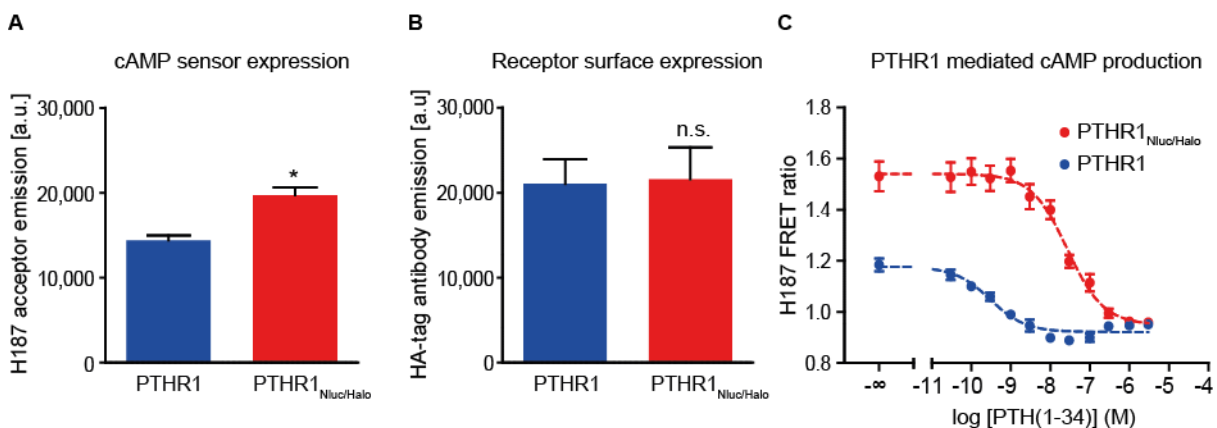 A
cAMP sensor expression
H187 acceptor emission [a.u.]
30,000
20,000
10,000
0
*
PTHR1
PTHR1Nluc/Halo
B
Receptor surface expression
HA-tag antibody emission [a.u]
30,000
20,000
10,000
0
n.s.
PTHR1
PTHR1Nluc/Halo
C
PTHR1 mediated cAMP production
H187 FRET ratio
1.8
1.6
1.4
1.2
1.0
0.8
PTHR1Nluc/Halo
PTHR1
-∞ -11 -10 -9 -8 -7 -6 -5 -4
log [PTH(1-34)] (M)